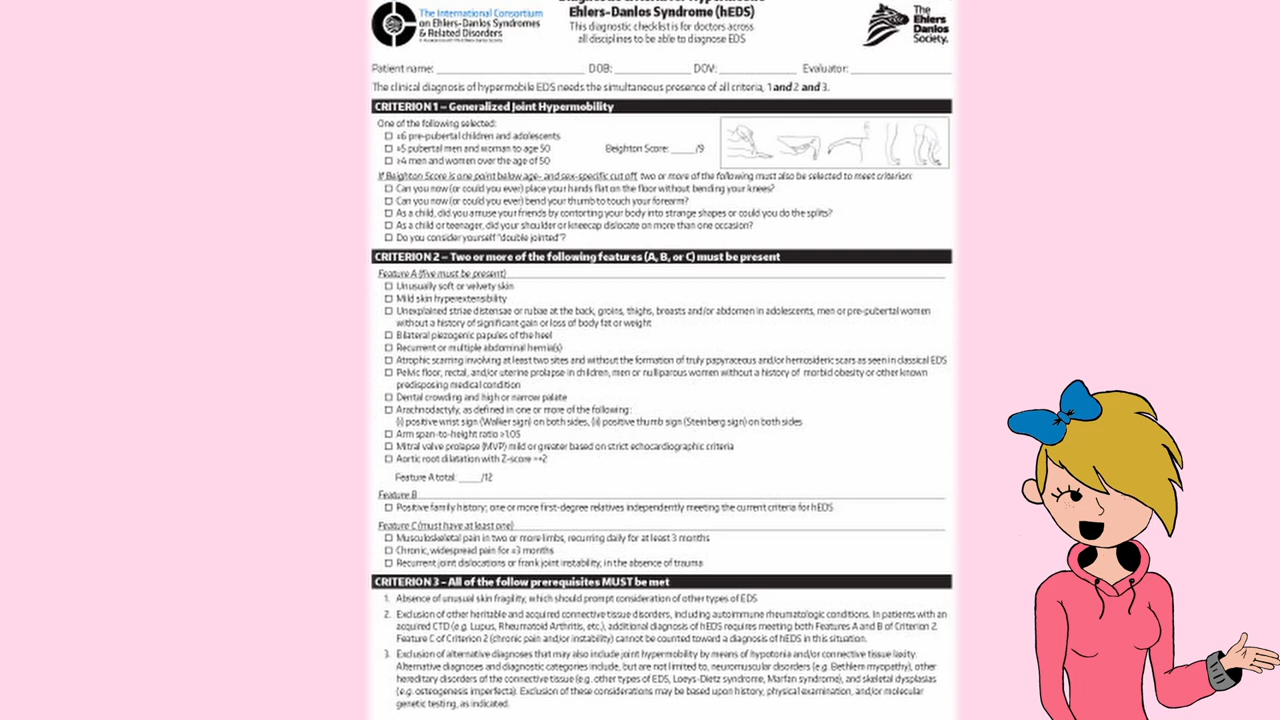 The International Consortium
on Ehlers-Danlos Syndromes
& Related Disorders
Ehlers-Danlos Syndrome (hEDS)
This diagnostic checklist is for doctors across
all disciplines to be able to diagnose EDS
The
Ehlers
Danlos
Society.
Patient name: DOB: DOV: Evaluator:
The clinical diagnosis of hypermobile EDS needs the simultaneous presence of all criteria, 1 and 2 and 3.
CRITERION 1 – Generalized Joint Hypermobility
One of the following selected:
≥6 pre-pubertal children and adolescents
≥5 pubertal men and woman to age 50
≥4 men and women over the age of 50
Beighton Score: ____/9
If Beighton Score is one point below age- and sex-specific cut off, two or more of the following must also be selected to meet criterion:
Can you now (or could you ever) place your hands flat on the floor without bending your knees?
Can you now (or could you ever) bend your thumb to touch your forearm?
As a child, did you amuse your friends by contorting your body into strange shapes or could you do the splits?
As a child or teenager, did your shoulder or kneecap dislocate on more than one occasion?
Do you consider yourself "double jointed"?
CRITERION 2 – Two or more of the following features (A, B, or C) must be present
Feature A (five must be present)
Unusually soft or velvety skin
Mild skin hyperextensibility
Unexplained striae distensae or rubae at the back, groins, thighs, breasts and/or abdomen in adolescents, men or pre-pubertal women
without a history of significant gain or loss of body fat or weight
Bilateral piezogenic papules of the heel
Recurrent or multiple abdominal hernia(s)
Atrophic scarring involving at least two sites and without the formation of truly papyraceous and/or hemosideric scars as seen in classical EDS
Pelvic floor, rectal, and/or uterine prolapse in children, men or nulliparous women without a history of morbid obesity or other known
predisposing medical condition
Dental crowding and high or narrow palate
Arachnodactyly, as defined in one or more of the following:
(i) positive wrist sign (Walker sign) on both sides, (ii) positive thumb sign (Steinberg sign) on both sides
Arm span-to-height ratio ≥1.05
Mitral valve prolapse (MVP) mild or greater based on strict echocardiographic criteria
Aortic root dilatation with Z-score >+2
Feature A total: ____/12
Feature B
Positive family history; one or more first-degree relatives independently meeting the current criteria for hEDS
Feature C (must have at least one)
Musculoskeletal pain in two or more limbs, recurring daily for at least 3 months
Chronic, widespread pain for ≥3 months
Recurrent joint dislocations or frank joint instability, in the absence of trauma
CRITERION 3 – All of the follow prerequisites MUST be met
1. Absence of unusual skin fragility, which should prompt consideration of other types of EDS
2. Exclusion of other heritable and acquired connective tissue disorders, including autoimmune rheumatologic conditions. In patients with an
acquired CTD (e.g. Lupus, Rheumatoid Arthritis, etc.), additional diagnosis of hEDS requires meeting both Features A and B of Criterion 2.
Feature C of Criterion 2 (chronic pain and/or instability) cannot be counted toward a diagnosis of hEDS in this situation.
3. Exclusion of alternative diagnoses that may also include joint hypermobility by means of hypotonia and/or connective tissue laxity.
Alternative diagnoses and diagnostic categories include, but are not limited to, neuromuscular disorders (e.g. Bethlem myopathy), other
hereditary disorders of the connective tissue (e.g. other types of EDS, Loeys-Dietz syndrome, Marfan syndrome), and skeletal dysplasias
(e.g. osteogenesis imperfecta). Exclusion of these considerations may be based upon history, physical examination, and/or molecular
genetic testing, as indicated.